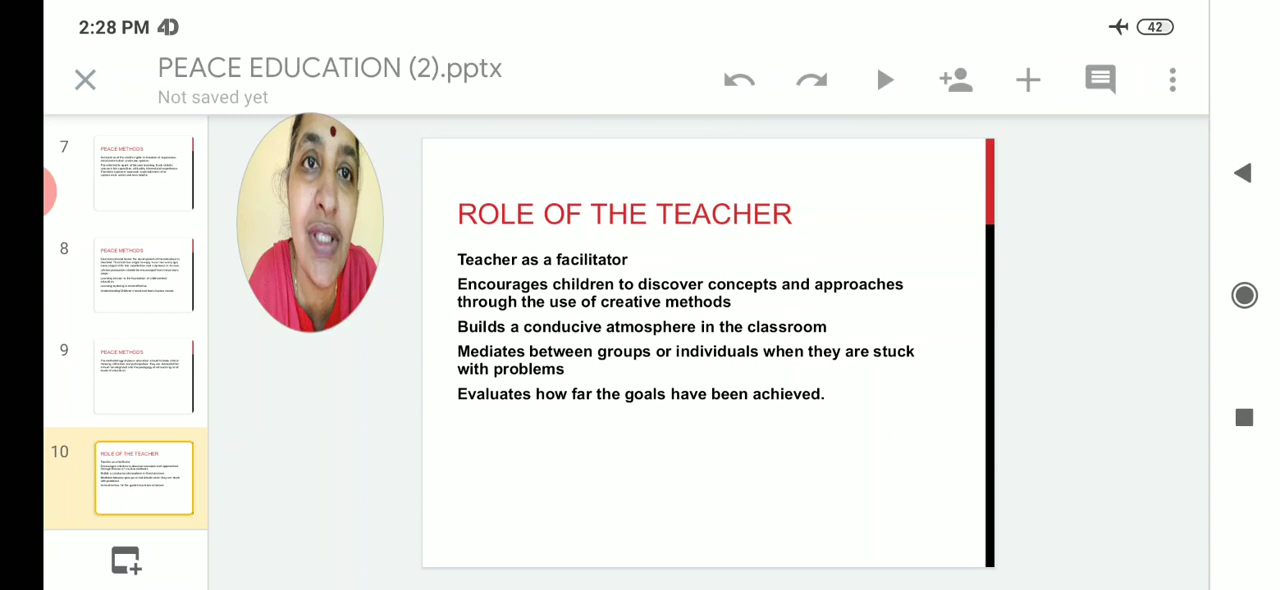 2:28 PM
42
PEACE EDUCATION (2).pptx
Not saved yet
7
PEACE METHODS
8
PEACE METHODS
9
PEACE METHODS
10
ROLE OF THE TEACHER
ROLE OF THE TEACHER
Teacher as a facilitator
Encourages children to discover concepts and approaches
through the use of creative methods
Builds a conducive atmosphere in the classroom
Mediates between groups or individuals when they are stuck
with problems
Evaluates how far the goals have been achieved.